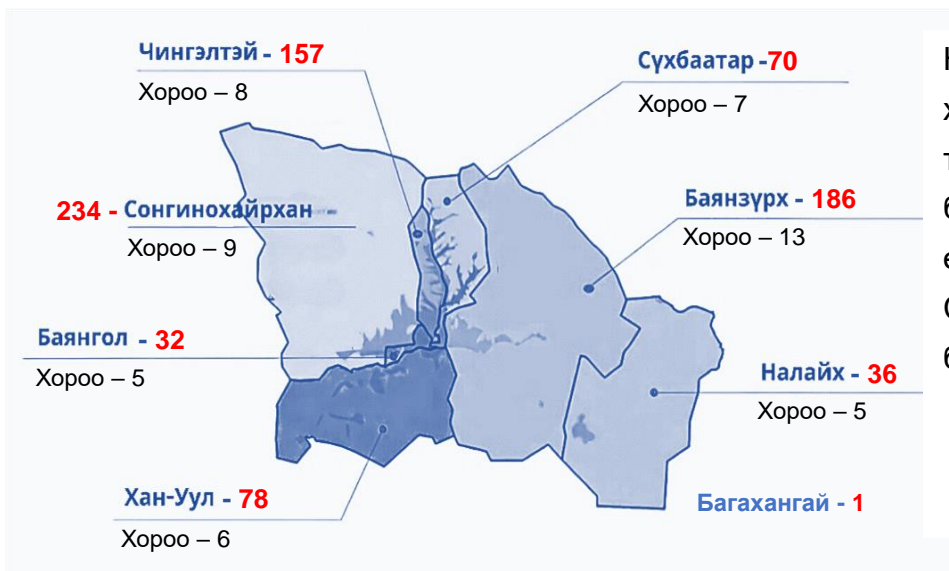 Чингэлтэй - 157
Хороо – 8
Сүхбаатар -70
Хороо – 7
234 - Сонгинохайрхан
Хороо – 9
Баянзүрх - 186
Хороо – 13
Баянгол - 32
Хороо – 5
Налайх - 36
Хороо – 5
Хан-Уул - 78
Хороо – 6
Багахангай - 1